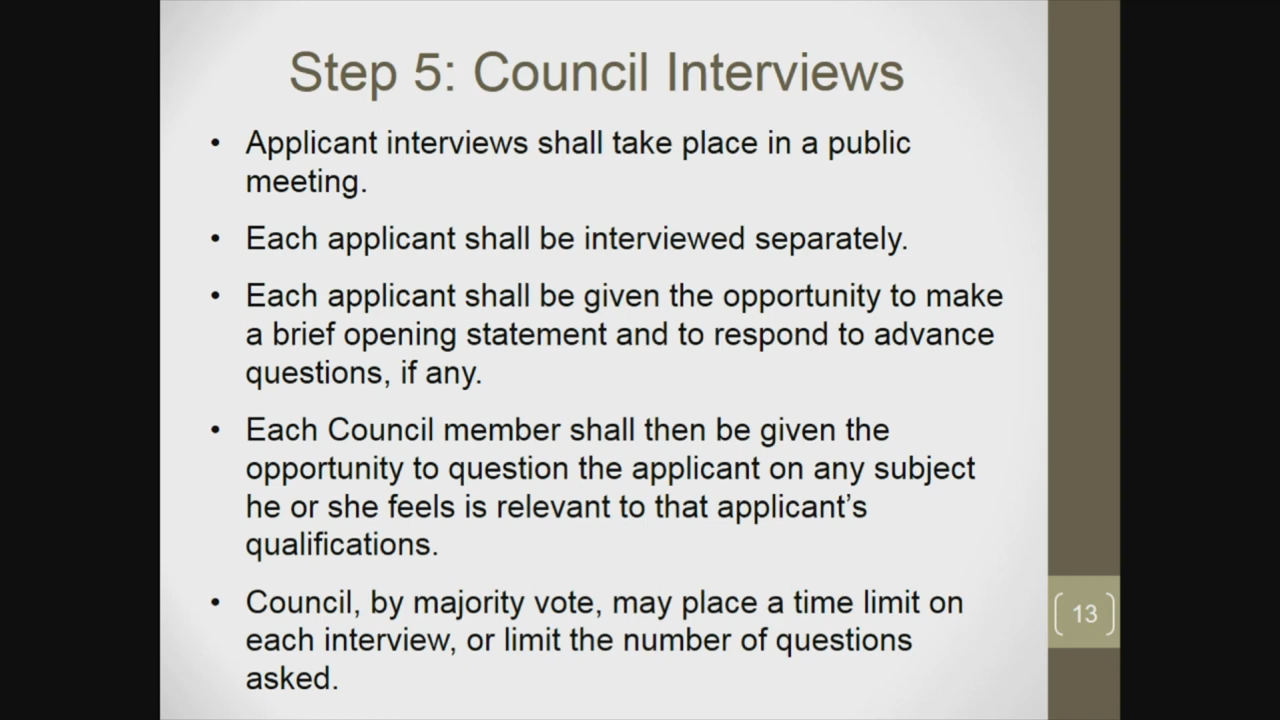 Step 5: Council Interviews
• Applicant interviews shall take place in a public
meeting.
• Each applicant shall be interviewed separately.
• Each applicant shall be given the opportunity to make
a brief opening statement and to respond to advance
questions, if any.
• Each Council member shall then be given the
opportunity to question the applicant on any subject
he or she feels is relevant to that applicant’s
qualifications.
• Council, by majority vote, may place a time limit on
each interview, or limit the number of questions
asked.
13